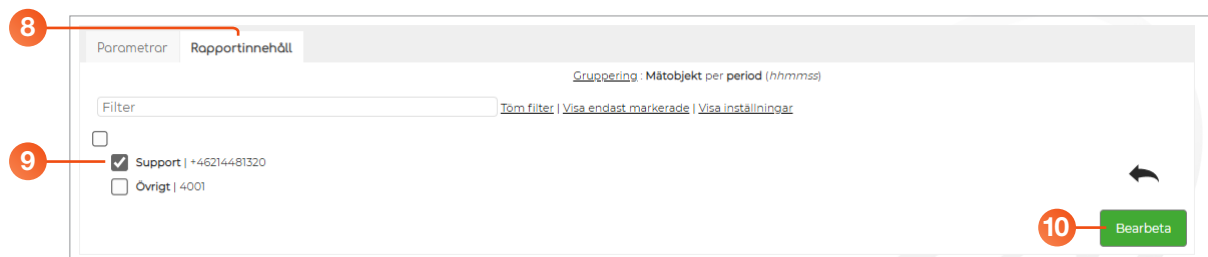 8
Parametrar Rapportinnehåll
Gruppering : Mätobjekt per period (hhmmss)
Filter Töm filter | Visa endast markerade | Visa inställningar
9 Support | +46214481320
Övrigt | 4001
10 Bearbeta